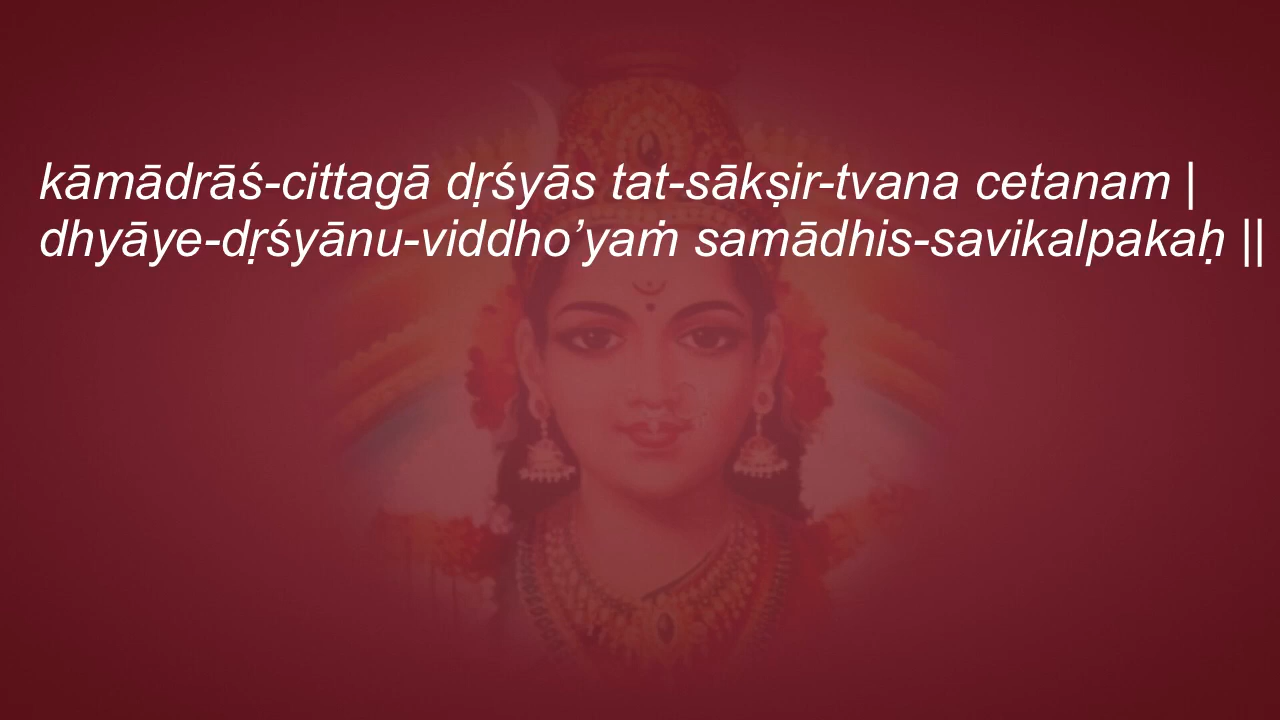 kāmādrāś-cittagā dṛśyās tat-sākṣir-tvana cetanam |
dhyāye-dṛśyānu-viddho’yaṁ samādhis-savikalpakaḥ ||